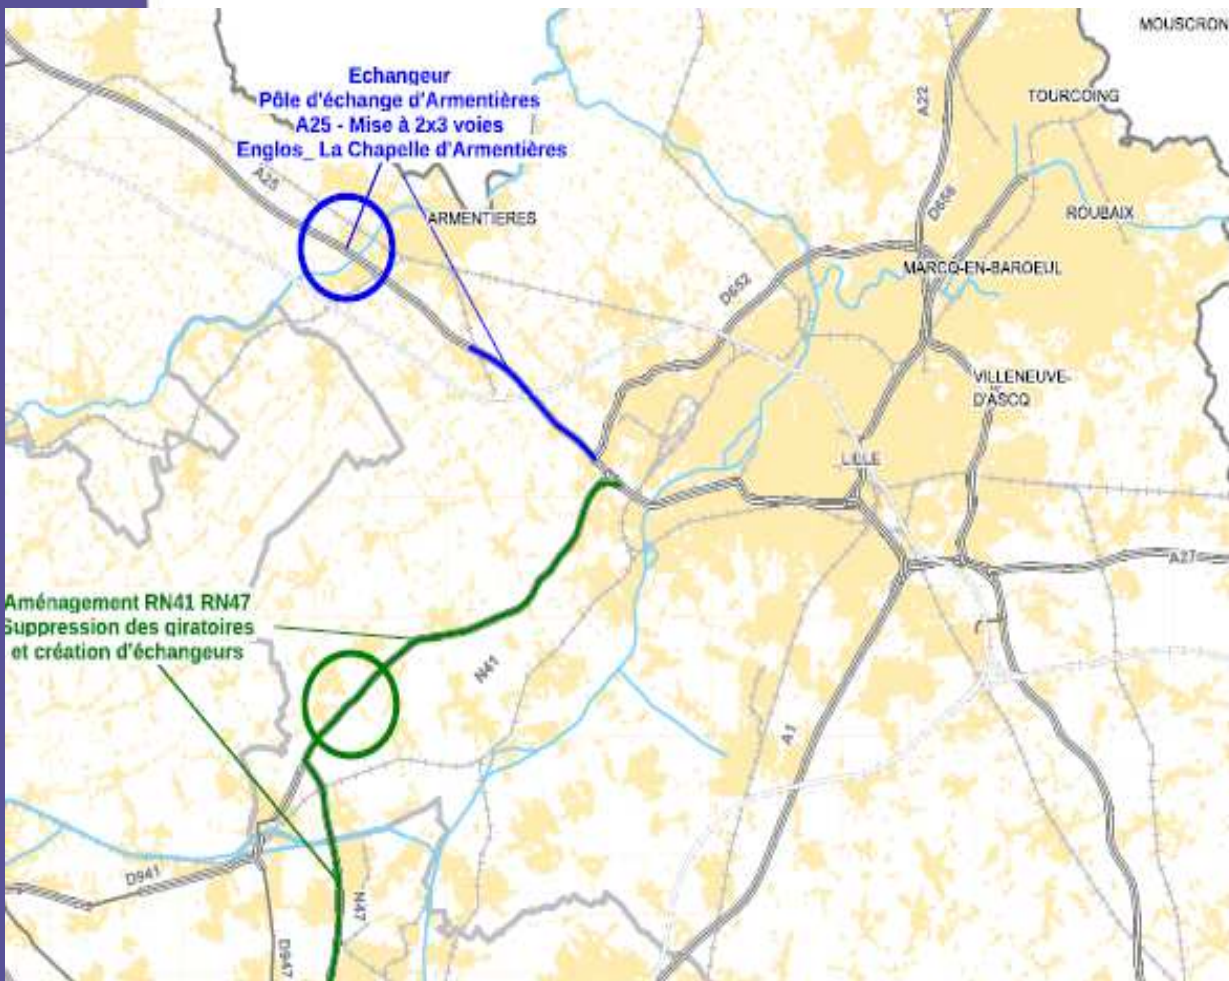 MOUSCRON
Echangeur
Pôle d'échange d'Armentières
A25 - Mise à 2x3 voies
Englos_ La Chapelle d'Armentières
A22
TOURCOING
A25
ARMENTIERES
D656
ROUBAIX
MARCQ-EN-BAROEUL
D652
VILLENEUVE-
D'ASCQ
LILLE
A27
Aménagement RN41 RN47
Suppression des giratoires
et création d'échangeurs
N41
A1
D941
N47
D947